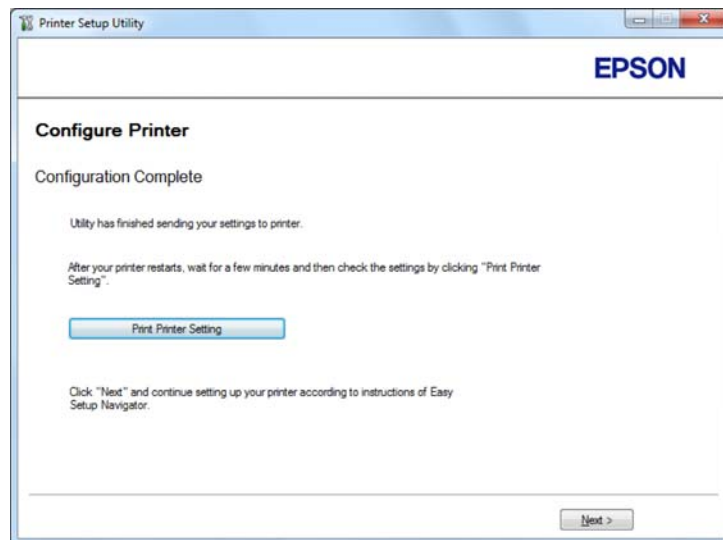 Printer Setup Utility
EPSON
Configure Printer
Configuration Complete
Utility has finished sending your settings to printer.
After your printer restarts, wait for a few minutes and then check the settings by clicking "Print Printer
Setting".
Print Printer Setting
Click "Next" and continue setting up your printer according to instructions of Easy
Setup Navigator.
Next >